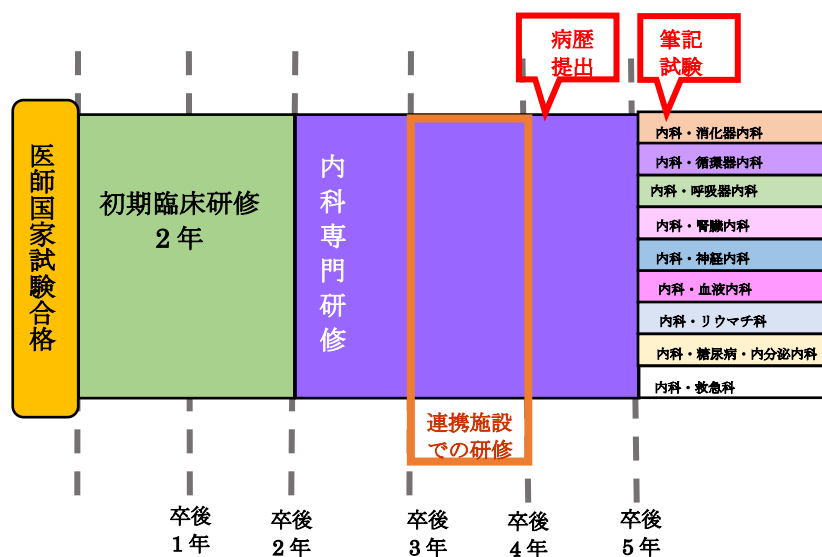 病歴
提出
筆記
試験
医師国家試験合格
初期臨床研修
2年
内科専門研修
内科・消化器内科
内科・循環器内科
内科・呼吸器内科
内科・腎臓内科
内科・神経内科
内科・血液内科
内科・リウマチ科
内科・糖尿病・内分泌内科
内科・救急科
連携施設
での研修
卒後
1年
卒後
2年
卒後
3年
卒後
4年
卒後
5年